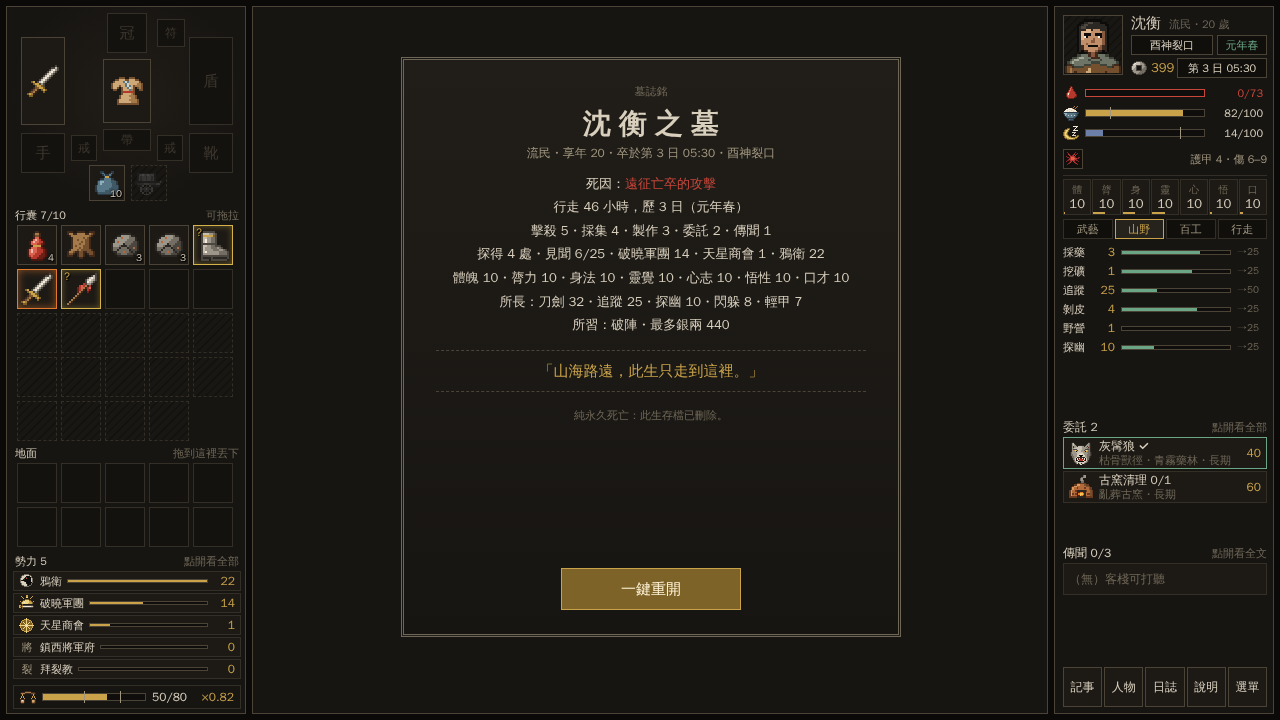 冠
符
盾
手
戒
帶
戒
靴
10
行囊 7/10
可拖拉
4
3
3
?
?
地面
拖到這裡丟下
勢力 5
點開看全部
鴉衛 22
破曉軍團 14
天星商會 1
將 鎮西將軍府 0
裂 拜裂教 0
50/80 ×0.82
墓誌銘
沈衡之墓
流民・享年 20・卒於第 3 日 05:30・酉神裂口
死因：遠征亡卒的攻擊
行走 46 小時，歷 3 日（元年春）
擊殺 5・採集 4・製作 3・委託 2・傳聞 1
探得 4 處・見聞 6/25・破曉軍團 14・天星商會 1・鴉衛 22
體魄 10・膂力 10・身法 10・靈覺 10・心志 10・悟性 10・口才 10
所長：刀劍 32・追蹤 25・探幽 10・閃躲 8・輕甲 7
所習：破陣・最多銀兩 440
「山海路遠，此生只走到這裡。」
純永久死亡：此生存檔已刪除。
一鍵重開
沈衡 流民・20 歲
酉神裂口 元年春
399 第 3 日 05:30
0/73
82/100
14/100
護甲 4・傷 6–9
體 膂 身 靈 心 悟 口
10 10 10 10 10 10 10
武藝 山野 百工 行走
採藥 3 →25
挖礦 1 →25
追蹤 25 →50
剝皮 4 →25
野營 1 →25
探幽 10 →25
委託 2
點開看全部
灰髯狼 ✓ 40
枯骨獸徑・青霧藥林・長期
古窯清理 0/1 60
亂葬古窯・長期
傳聞 0/3
點開看全文
（無）客棧可打聽
記事 人物 日誌 說明 選單